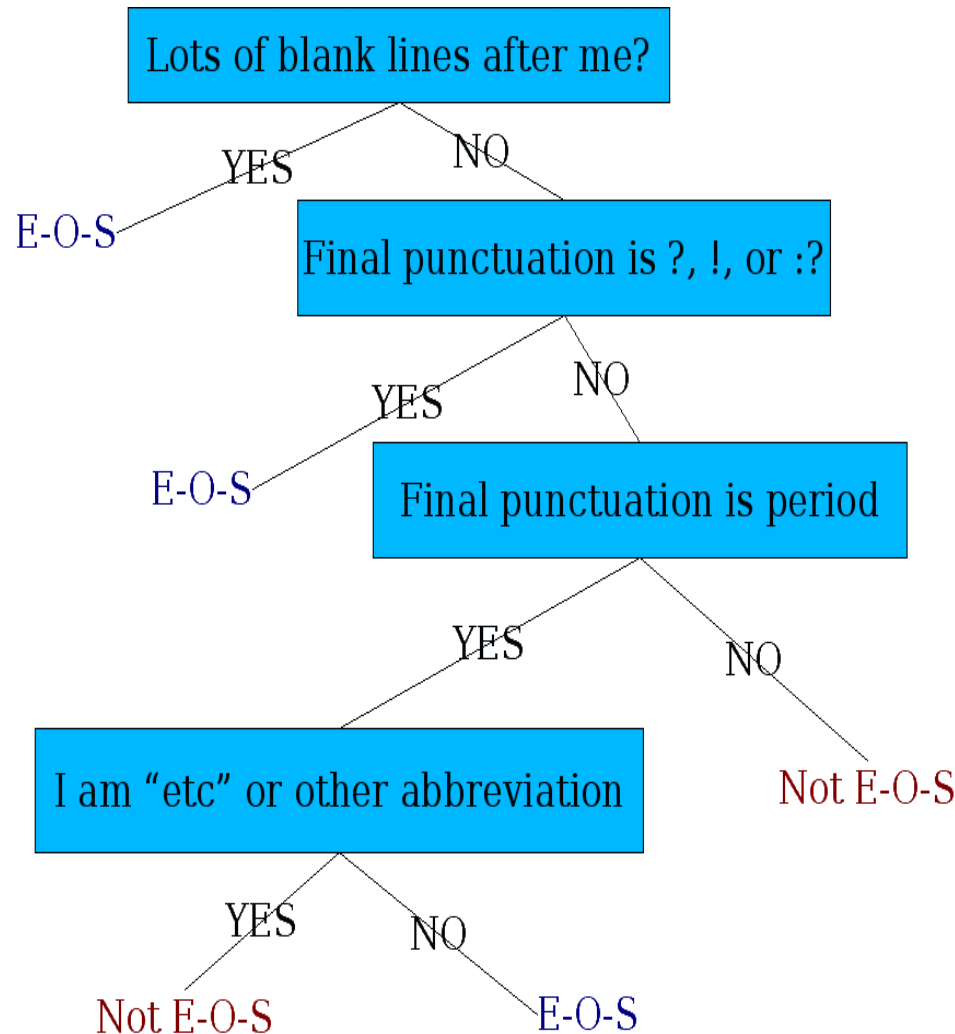 Lots of blank lines after me?
YES
NO
E-O-S
Final punctuation is ?, !, or :?
YES
NO
E-O-S
Final punctuation is period
YES
NO
I am “etc” or other abbreviation
Not E-O-S
YES
NO
Not E-O-S
E-O-S